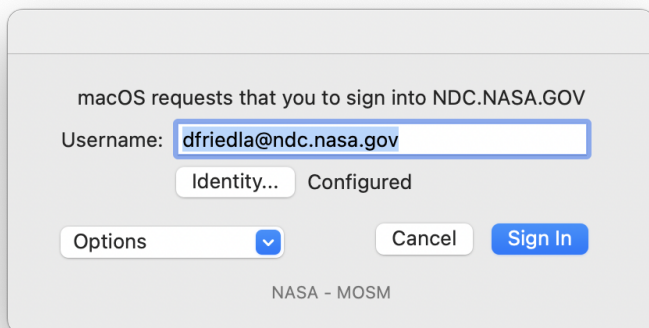 macOS requests that you to sign into NDC.NASA.GOV
Username: dfriedla@ndc.nasa.gov
Identity... Configured
Options Cancel Sign In
NASA - MOSM